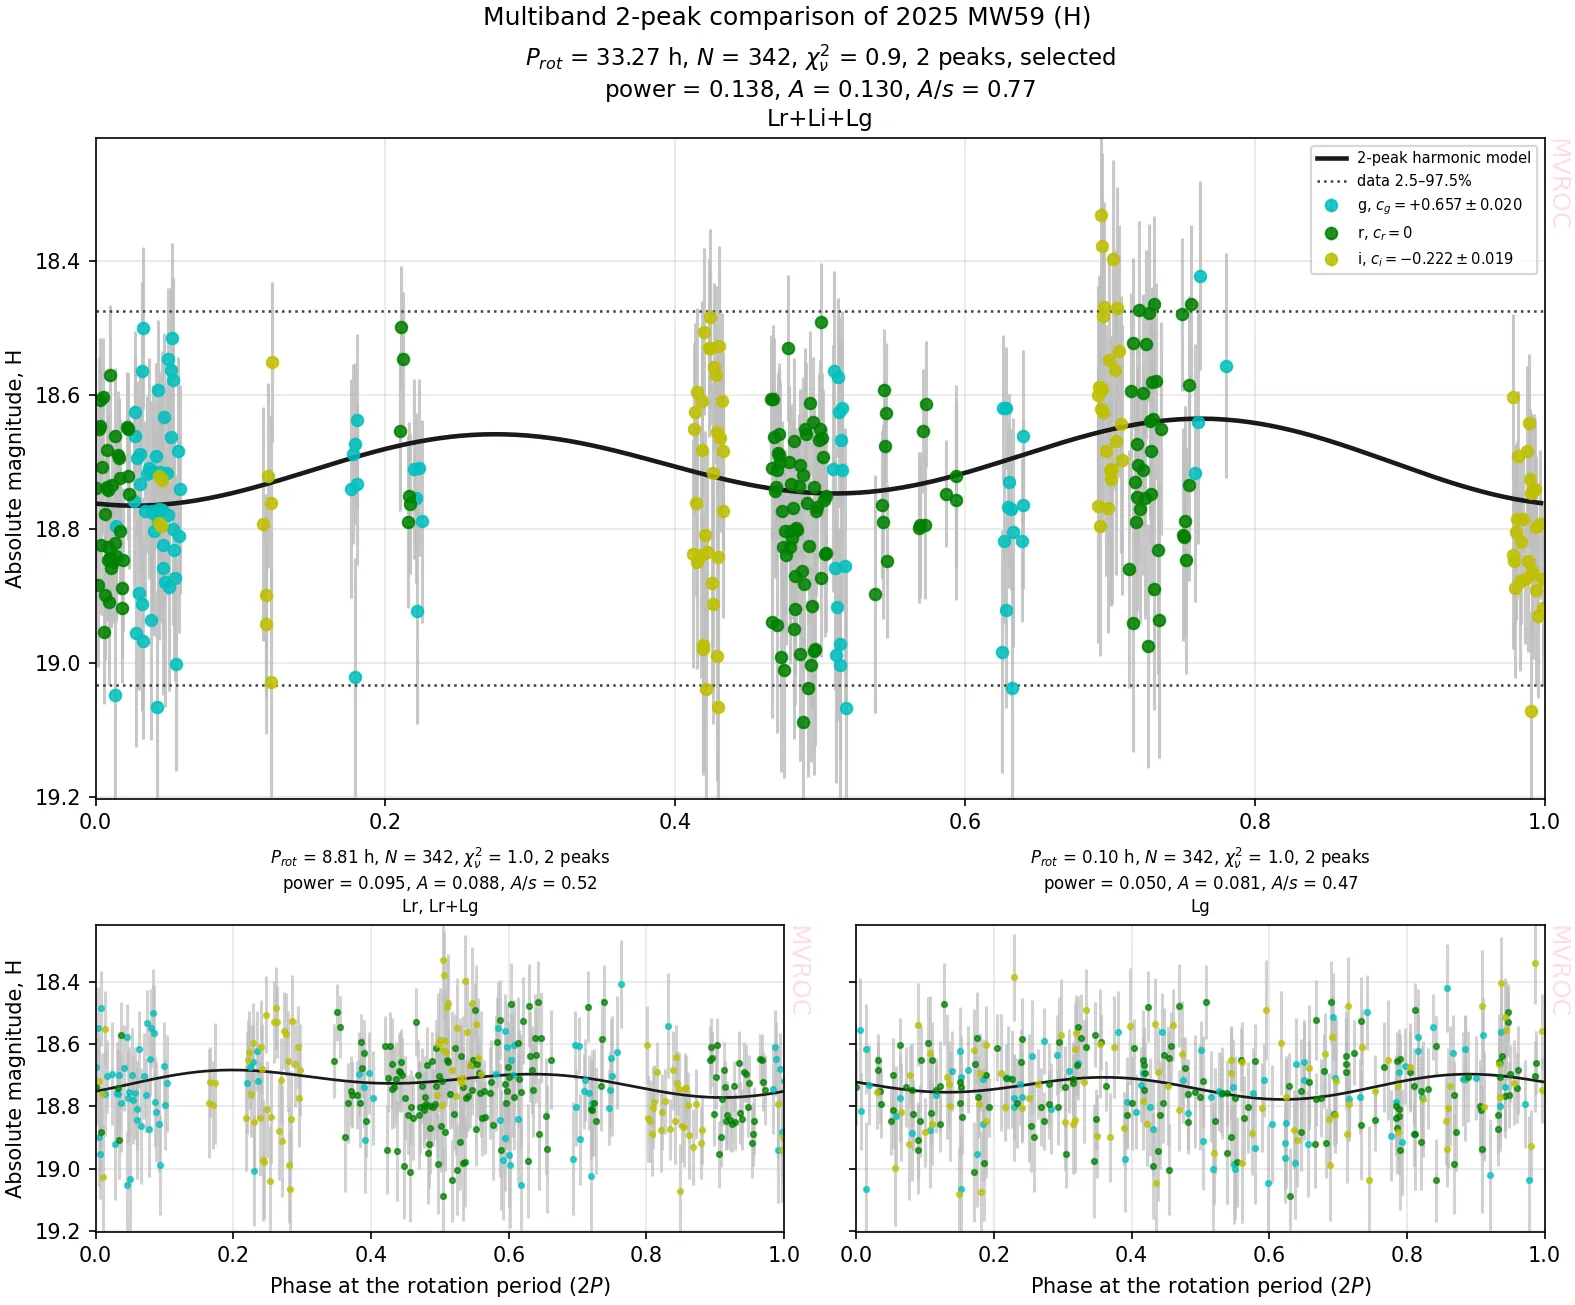 Multiband 2-peak comparison of 2025 MW59 (H)
P_rot = 33.27 h, N = 342, χ²_ν = 0.9, 2 peaks, selected
power = 0.138, A = 0.130, A/s = 0.77
Lr+Li+Lg
2-peak harmonic model
data 2.5–97.5%
g, c_g = +0.657 ± 0.020
r, c_r = 0
i, c_i = −0.222 ± 0.019
MVROC
Absolute magnitude, H
18.4
18.6
18.8
19.0
19.2
0.0 0.2 0.4 0.6 0.8 1.0
P_rot = 8.81 h, N = 342, χ²_ν = 1.0, 2 peaks
power = 0.095, A = 0.088, A/s = 0.52
Lr, Lr+Lg
MVROC
Absolute magnitude, H
18.4
18.6
18.8
19.0
19.2
0.0 0.2 0.4 0.6 0.8 1.0
Phase at the rotation period (2P)
P_rot = 0.10 h, N = 342, χ²_ν = 1.0, 2 peaks
power = 0.050, A = 0.081, A/s = 0.47
Lg
MVROC
0.0 0.2 0.4 0.6 0.8 1.0
Phase at the rotation period (2P)